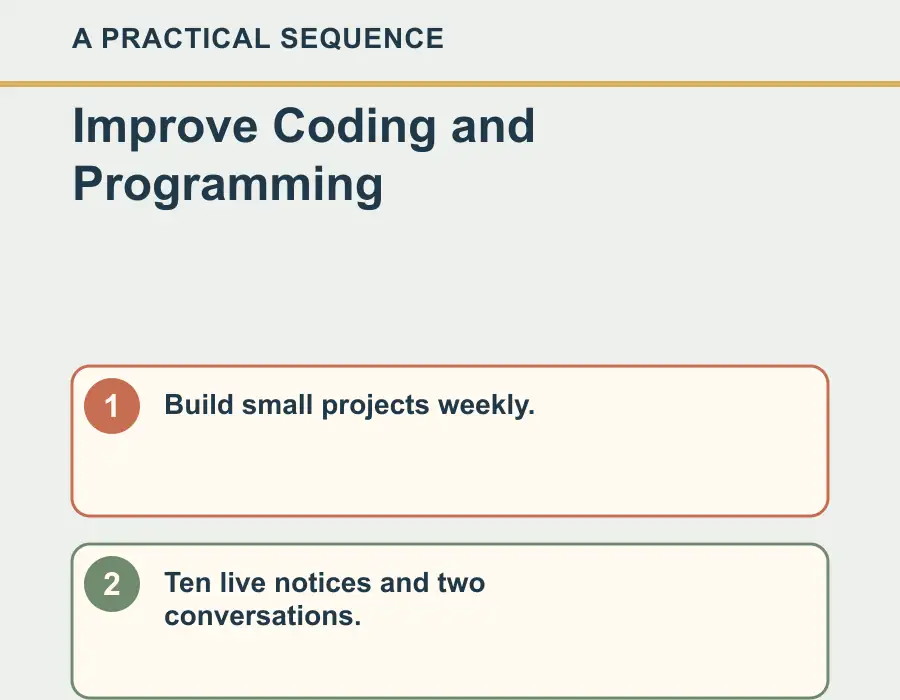 A PRACTICAL SEQUENCE
Improve Coding and
Programming
1
Build small projects weekly.
2
Ten live notices and two
conversations.